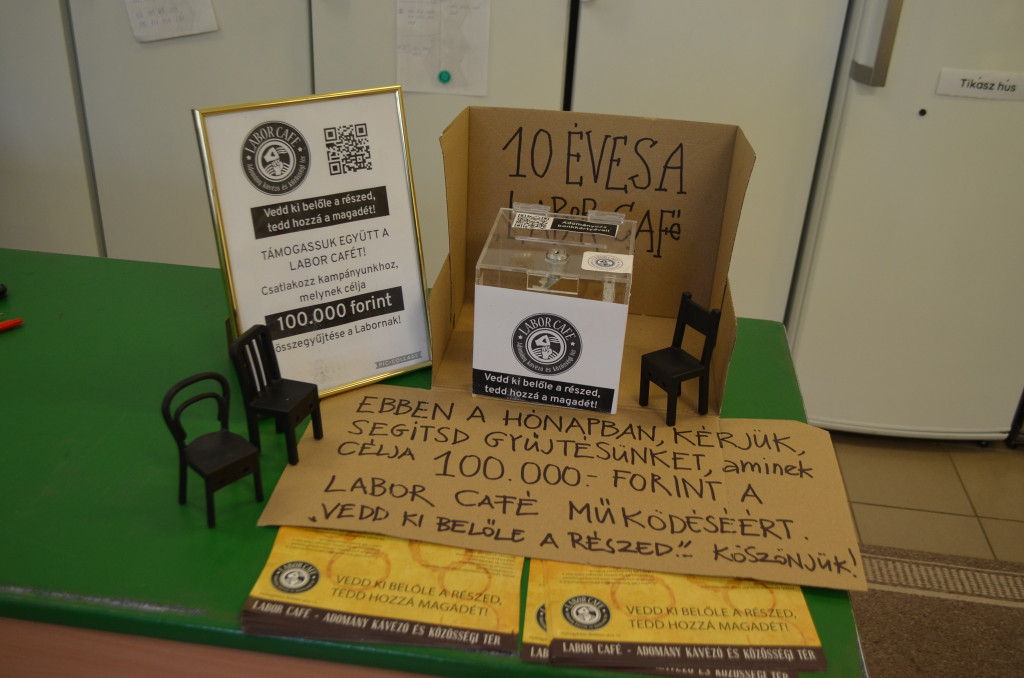 Tikász hús
LABOR CAFÉ
Vedd ki belőle a részed,
tedd hozzá a magadét!
TÁMOGASSUK EGYÜTT A
LABOR CAFÉT!
Csatlakozz kampányunkhoz,
melynek célja
100.000 forint
összegyűjtése a Labornak!
10 ÉVES A
LABOR CAFé
LABOR CAFÉ
Vedd ki belőle a részed,
tedd hozzá a magadét!
EBBEN A HÓNAPBAN, KÉRJÜK,
SEGÍTSD GYŰJTÉSÜNKET, aminek
CÉLJA 100.000.- FORINT A
LABOR CAFÉ MŰKÖDÉSÉÉRT.
"VEDD KI BELŐLE A RÉSZED." KÖSZÖNJÜK!
LABOR CAFÉ
VEDD KI BELŐLE A RÉSZED,
TEDD HOZZÁ MAGADÉT!
LABOR CAFÉ - ADOMÁNY KÁVÉZÓ ÉS KÖZÖSSÉGI TÉR
LABOR CAFÉ
VEDD KI BELŐLE A RÉSZED,
TEDD HOZZÁ MAGADÉT!
LABOR CAFÉ - ADOMÁNY KÁVÉZÓ ÉS KÖZÖSSÉGI TÉR